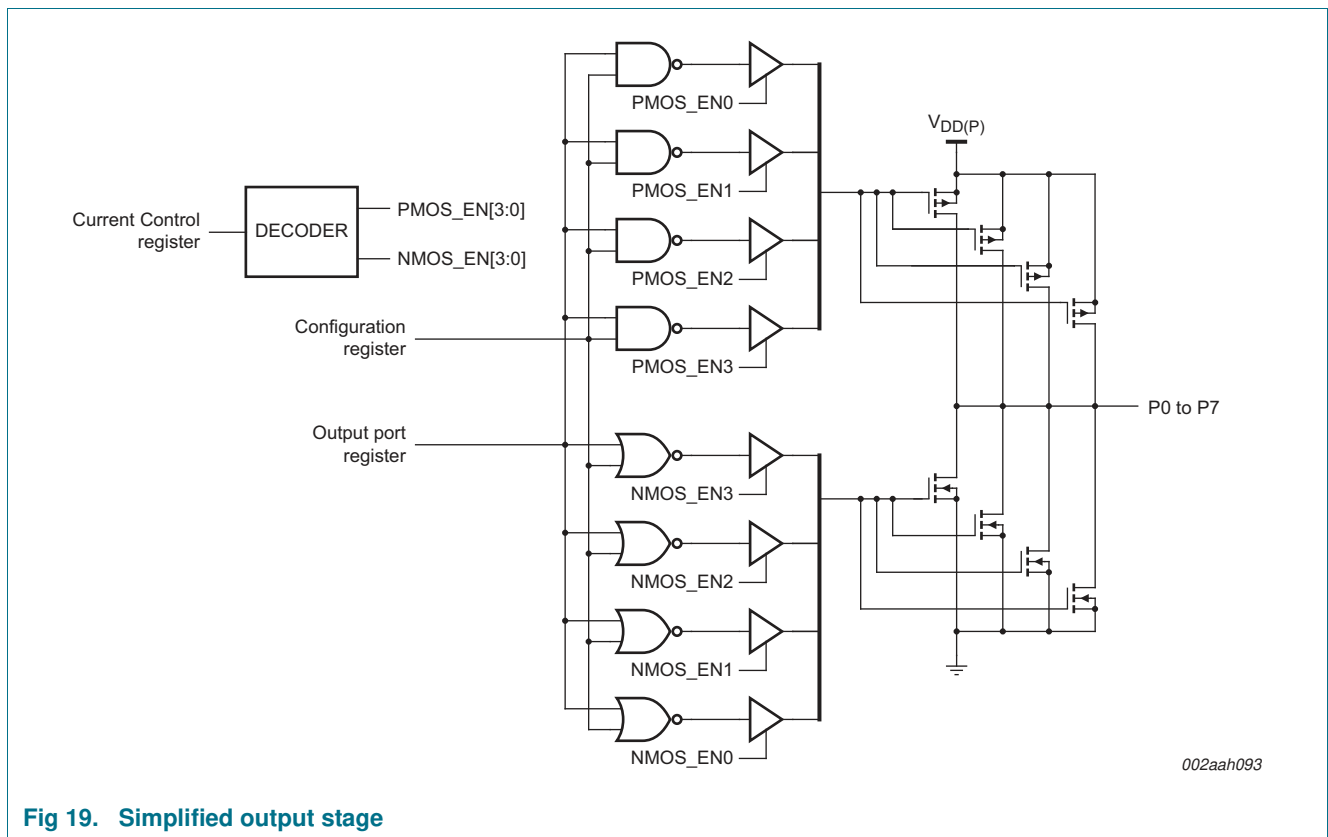 PMOS_EN0
PMOS_EN1
PMOS_EN2
PMOS_EN3
VDD(P)
Current Control
register
DECODER
PMOS_EN[3:0]
NMOS_EN[3:0]
Configuration
register
Output port
register
P0 to P7
NMOS_EN3
NMOS_EN2
NMOS_EN1
NMOS_EN0
002aah093
Fig 19. Simplified output stage